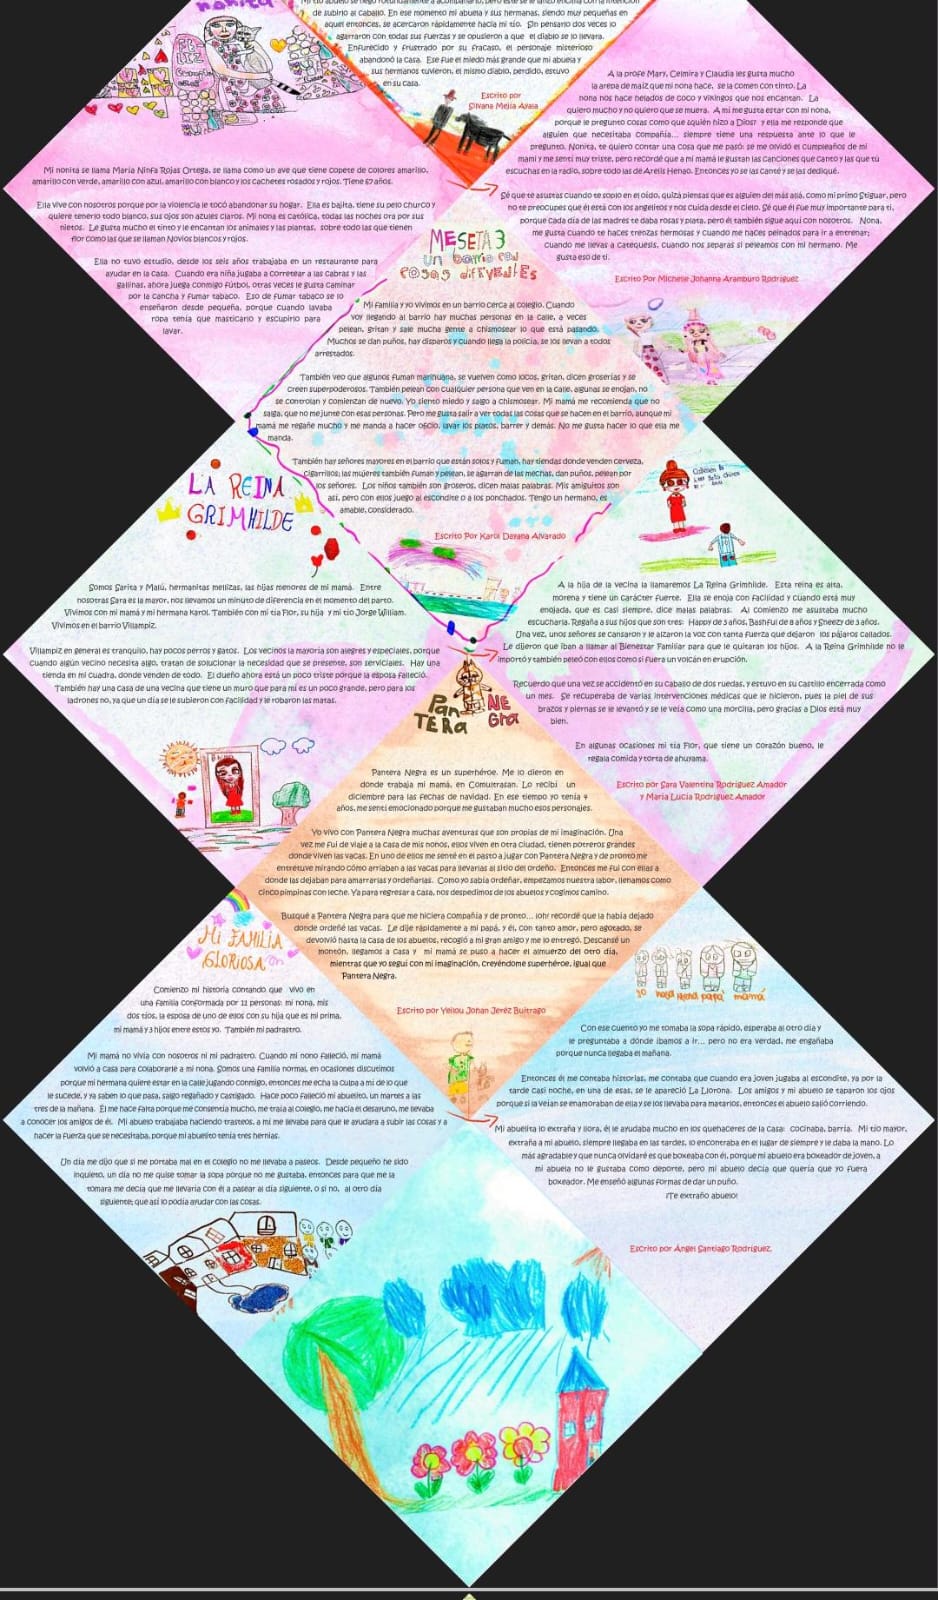 nonita
Mi tío abuelo se negó rotundamente a acompañarlo, pero éste se le lanzó encima con la intención
de subirlo al caballo. En ese momento mi abuela y sus hermanas, siendo muy pequeñas en
aquel entonces, se acercaron rápidamente hacia mi tío. Sin pensarlo dos veces lo
agarraron con todas sus fuerzas y se opusieron a que el diablo se lo llevara.
Enfurecido y frustrado por su fracaso, el personaje misterioso
abandonó la casa. Ese fue el miedo más grande que mi abuela y
sus hermanas tuvieron, el mismo diablo, perdido, estuvo
en su casa.
Escrito por
Silvana Mejía Ayala
Mi nonita se llama María Ninfa Rojas Ortega, se llama como un ave que tiene copete de colores amarillo,
amarillo con verde, amarillo con azul, amarillo con blanco y los cachetes rosados y rojos. Tiene 57 años.
Ella vive con nosotros porque por la violencia le tocó abandonar su hogar. Ella es bajita, tiene su pelo churco y
quiere tenerlo todo blanco, sus ojos son azules claros. Mi nona es católica, todas las noches ora por sus
nietos. Le gusta mucho el tinto y le encantan los animales y las plantas, sobre todo las que tienen
flor como las que se llaman Novios blancos y rojos.
Ella no tuvo estudio, desde los seis años trabajaba en un restaurante para
ayudar en la casa. Cuando era niña jugaba a corretear a las cabras y las
gallinas, ahora juega conmigo fútbol, otras veces le gusta caminar
por la cancha y fumar tabaco. Eso de fumar tabaco se lo
enseñaron desde pequeña, porque cuando lavaba
ropa tenía que masticarlo y escupirlo para
lavar.
A la profe Mary, Celmira y Claudia les gusta mucho
la arepa de maíz que mi nona hace, se la comen con tinto. La
nona nos hace helados de coco y vikingos que nos encantan. La
quiero mucho y no quiero que se muera. A mí me gusta estar con mi nona,
porque le pregunto cosas como que ¿quién hizo a Dios? y ella me responde que
alguien que necesitaba compañía... siempre tiene una respuesta ante lo que le
pregunto. Nonita, te quiero contar una cosa que me pasó: se me olvidó el cumpleaños de mi
mami y me sentí muy triste, pero recordé que a mi mamá le gustan las canciones que canto y las que tú
escuchas en la radio, sobre todo las de Arelis Henao. Entonces yo se las canté y se las dediqué.
Sé que te asustas cuando te soplo en el oído, quizá piensas que es alguien del más allá, como mi primo Stiguar, pero
no te preocupes que él está con los angelitos y nos cuida desde el cielo. Sé que él fue muy importante para ti,
porque cada día de las madres te daba rosas y plata, pero él también sigue aquí con nosotros. Nona,
me gusta cuando te haces trenzas hermosas y cuando me haces peinados para ir a entrenar;
cuando me llevas a catequesis, cuando nos separas si peleamos con mi hermano. Me
gusta eso de ti.
Escrito Por Michelle Johanna Aramburo Rodríguez
MESETA 3
un barrio con
cosas diferentes
Mi familia y yo vivimos en un barrio cerca al colegio. Cuando
voy llegando al barrio hay muchas personas en la calle, a veces
pelean, gritan y sale mucha gente a chismosear lo que está pasando.
Muchos se dan puños, hay disparos y cuando llega la policía, se los llevan a todos
arrestados.
También veo que algunos fuman marihuana, se vuelven como locos, gritan, dicen groserías y se
creen superpoderosos. También pelean con cualquier persona que ven en la calle, algunas se enojan, no
se controlan y comienzan de nuevo. Yo siento miedo y salgo a chismosear. Mi mamá me recomienda que no
salga, que no me junte con esas personas. Pero me gusta salir a ver todas las cosas que se hacen en el barrio, aunque mi
mamá me regañe mucho y me manda a hacer oficio, lavar los platos, barrer y demás. No me gusta hacer lo que ella me
manda.
También hay señores mayores en el barrio que están solos y fuman, hay tiendas donde venden cerveza,
cigarrillos; las mujeres también fuman y pelean, se agarran de las mechas, dan puños, pelean por
los señores. Los niños también son groseros, dicen malas palabras. Mis amiguitos son
así, pero con ellos juego al escondite o a los ponchados. Tengo un hermano, es
amable, considerado.
Escrito Por Karol Dayana Alvarado
LA REINA
GRIMHILDE
Somos Sarita y Malú, hermanitas mellizas, las hijas menores de mi mamá. Entre
nosotras Sara es la mayor, nos llevamos un minuto de diferencia en el momento del parto.
Vivimos con mi mamá y mi hermana Karol. También con mi tía Flor, su hija y mi tío Jorge William.
Vivimos en el barrio Villampiz.
Villampiz en general es tranquilo, hay pocos perros y gatos. Los vecinos la mayoría son alegres y especiales, porque
cuando algún vecino necesita algo, tratan de solucionar la necesidad que se presente, son serviciales. Hay una
tienda en mi cuadra, donde venden de todo. El dueño ahora está un poco triste porque la esposa falleció.
También hay una casa de una vecina que tiene un muro que para mí es un poco grande, pero para los
ladrones no, ya que un día se le subieron con facilidad y le robaron las matas.
A la hija de la vecina la llamaremos La Reina Grimhilde. Esta reina es alta,
morena y tiene un carácter fuerte. Ella se enoja con facilidad y cuando está muy
enojada, que es casi siempre, dice malas palabras. Al comienzo me asustaba mucho
escucharla. Regaña a sus hijos que son tres: Happy de 3 años, Bashful de 8 años y Sneezy de 3 años.
Una vez, unos señores se cansaron y le alzaron la voz con tanta fuerza que dejaron los pájaros callados.
Le dijeron que iban a llamar al Bienestar Familiar para que le quitaran los hijos. A la Reina Grimhilde no le
importó y también peleó con ellos como si fuera un volcán en erupción.
Recuerdo que una vez se accidentó en su caballo de dos ruedas, y estuvo en su castillo encerrada como
un mes. Se recuperaba de varias intervenciones médicas que le hicieron, pues la piel de sus
brazos y piernas se le levantó y se le veía como una morcilla, pero gracias a Dios está muy
bien.
En algunas ocasiones mi tía Flor, que tiene un corazón bueno, le
regala comida y torta de ahuyama.
Escrito por Sara Valentina Rodríguez Amador
y María Lucía Rodríguez Amador
PanTERa NEGra
Pantera Negra es un superhéroe. Me lo dieron en
donde trabaja mi mamá, en Comultrasan. Lo recibí un
diciembre para las fechas de navidad. En ese tiempo yo tenía 4
años, me sentí emocionado porque me gustaban mucho esos personajes.
Yo vivo con Pantera Negra muchas aventuras que son propias de mi imaginación. Una
vez me fui de viaje a la casa de mis nonos, ellos viven en otra ciudad, tienen potreros grandes
donde viven las vacas. En uno de ellos me senté en el pasto a jugar con Pantera Negra y de pronto me
entretuve mirando cómo arriaban a las vacas para llevarlas al sitio del ordeño. Entonces me fui con ellas a
donde las dejaban para amarrarlas y ordeñarlas. Como yo sabía ordeñar, empezamos nuestra labor, llenamos como
cinco pimpinas con leche. Ya para regresar a casa, nos despedimos de los abuelos y cogimos camino.
Busqué a Pantera Negra para que me hiciera compañía y de pronto... ¡oh! recordé que la había dejado
donde ordeñé las vacas. Le dije rápidamente a mi papá, y él, con tanto amor, pero agotado, se
devolvió hasta la casa de los abuelos, recogió a mi gran amigo y me lo entregó. Descansé un
montón, llegamos a casa y mi mamá se puso a hacer el almuerzo del otro día,
mientras que yo seguí con mi imaginación, creyéndome superhéroe, igual que
Pantera Negra.
Escrito por Yeilou Johan Jeréz Buitrago
Mi FAMILIA
GLORIOSA
Comienzo mi historia contando que vivo en
una familia conformada por 11 personas: mi nona, mis
dos tíos, la esposa de uno de ellos con su hija que es mi prima,
mi mamá y 3 hijos entre estos yo. También mi padrastro.
Mi mamá no vivía con nosotros ni mi padrastro. Cuando mi nono falleció, mi mamá
volvió a casa para colaborarle a mi nona. Somos una familia normal, en ocasiones discutimos
porque mi hermana quiere estar en la calle jugando conmigo, entonces me echa la culpa a mí de lo que
le sucede, y ya saben lo que pasa, salgo regañado y castigado. Hace poco falleció mi abuelito, un martes a las
tres de la mañana. Él me hace falta porque me consentía mucho, me traía al colegio, me hacía el desayuno, me llevaba
a conocer los amigos de él. Mi abuelo trabajaba haciendo trasteos, a mí me llevaba para que le ayudara a subir las cosas y a
hacer la fuerza que se necesitaba, porque mi abuelito tenía tres hernias.
Un día me dijo que si me portaba mal en el colegio no me llevaba a paseos. Desde pequeño he sido
inquieto, un día no me quise tomar la sopa porque no me gustaba, entonces para que me la
tomara me decía que me llevaría con él a pasear al día siguiente, o si no, al otro día
siguiente; que así lo podía ayudar con las cosas.
yo nona papá mamá
Con ese cuento yo me tomaba la sopa rápido, esperaba al otro día y
le preguntaba a dónde íbamos a ir... pero no era verdad, me engañaba
porque nunca llegaba el mañana.
Entonces él me contaba historias, me contaba que cuando era joven jugaba al escondite, ya por la
tarde casi noche, en una de esas, se le apareció La Llorona. Los amigos y mi abuelo se taparon los ojos
porque si la veían se enamoraban de ella y se los llevaba para matarlos, entonces el abuelo salió corriendo.
Mi abuelita lo extraña y llora, él le ayudaba mucho en los quehaceres de la casa: cocinaba, barría. Mi tío mayor,
extraña a mi abuelo, siempre llegaba en las tardes, lo encontraba en el lugar de siempre y le daba la mano. Lo
más agradable y que nunca olvidaré es que boxeaba con él, porque mi abuelo era boxeador de joven, a
mi abuela no le gustaba como deporte, pero mi abuelo decía que quería que yo fuera
boxeador. Me enseñó algunas formas de dar un puño.
¡Te extraño abuelo!
Escrito por Ángel Santiago Rodríguez.